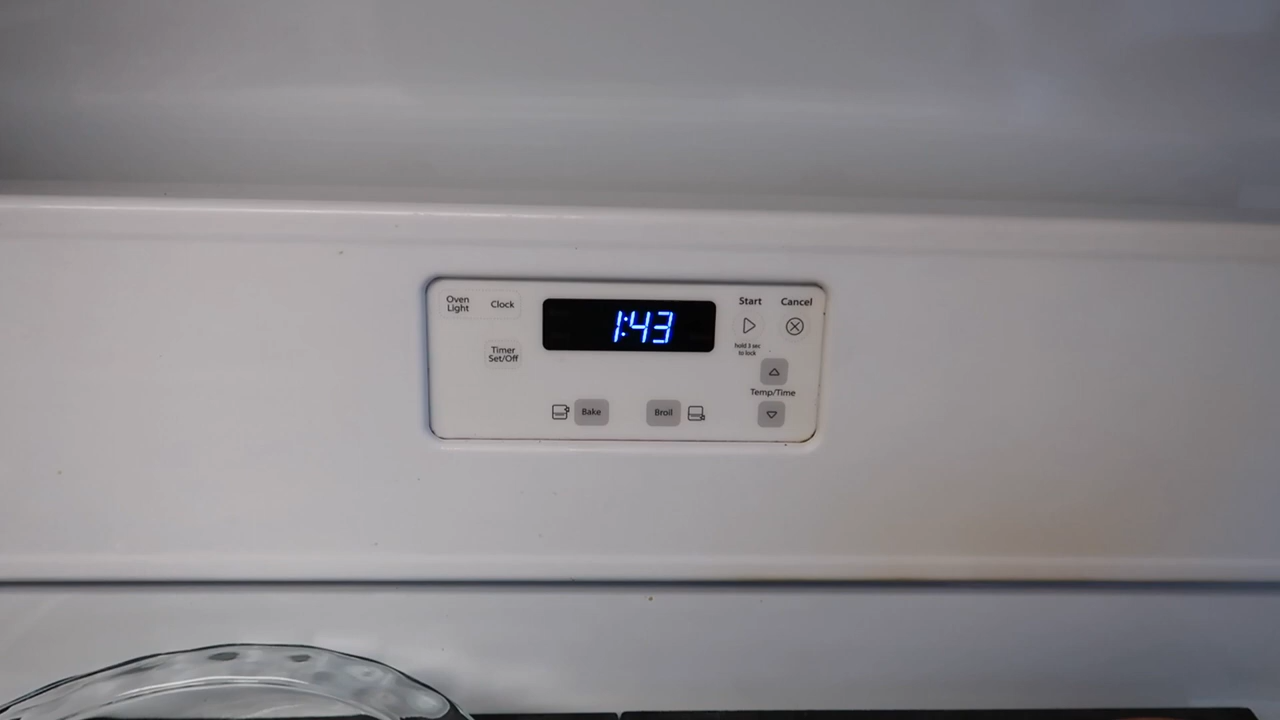 Oven
Light
Clock
1:43
Start
Cancel
hold 3 sec
to lock
Timer
Set/Off
Temp/Time
Bake
Broil